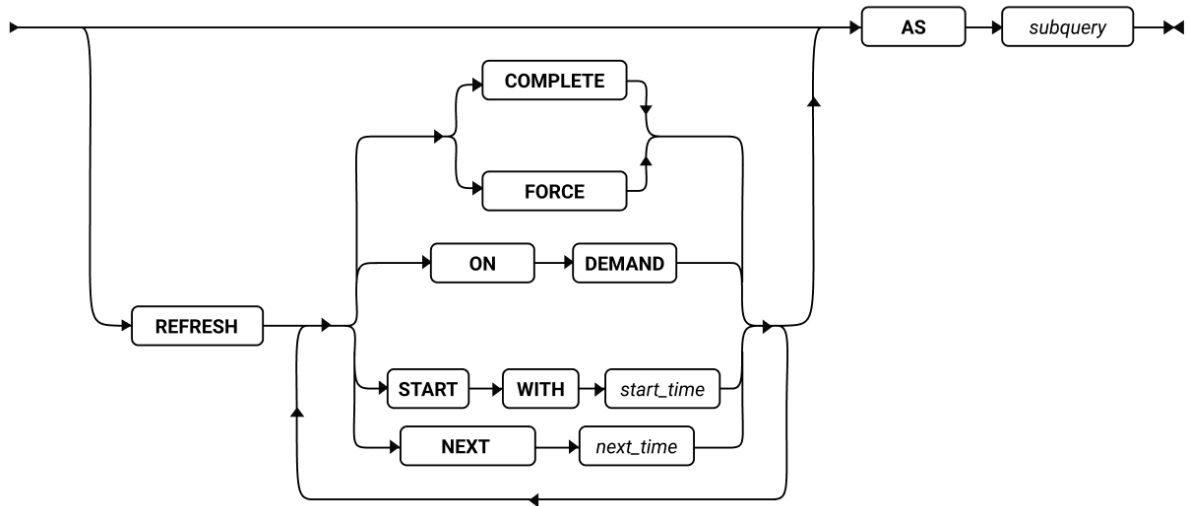 AS subquery
COMPLETE
FORCE
ON DEMAND
REFRESH
START WITH start_time
NEXT next_time